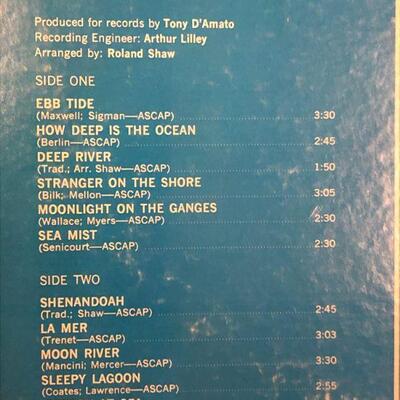 Produced for records by Tony D'Amato
Recording Engineer: Arthur Lilley
Arranged by: Roland Shaw
SIDE ONE
EBB TIDE
(Maxwell; Sigman—ASCAP) 3:30
HOW DEEP IS THE OCEAN
(Berlin—ASCAP) 2:45
DEEP RIVER
(Trad.; Arr. Shaw—ASCAP) 1:50
STRANGER ON THE SHORE
(Bilk; Mellon—ASCAP) 3:05
MOONLIGHT ON THE GANGES
(Wallace; Myers—ASCAP) 2:30
SEA MIST
(Senicourt—ASCAP) 2:30
SIDE TWO
SHENANDOAH
(Trad.; Shaw—ASCAP) 2:45
LA MER
(Trenet—ASCAP) 3:03
MOON RIVER
(Mancini; Mercer—ASCAP) 3:30
SLEEPY LAGOON
(Coates; Lawrence—ASCAP) 2:55